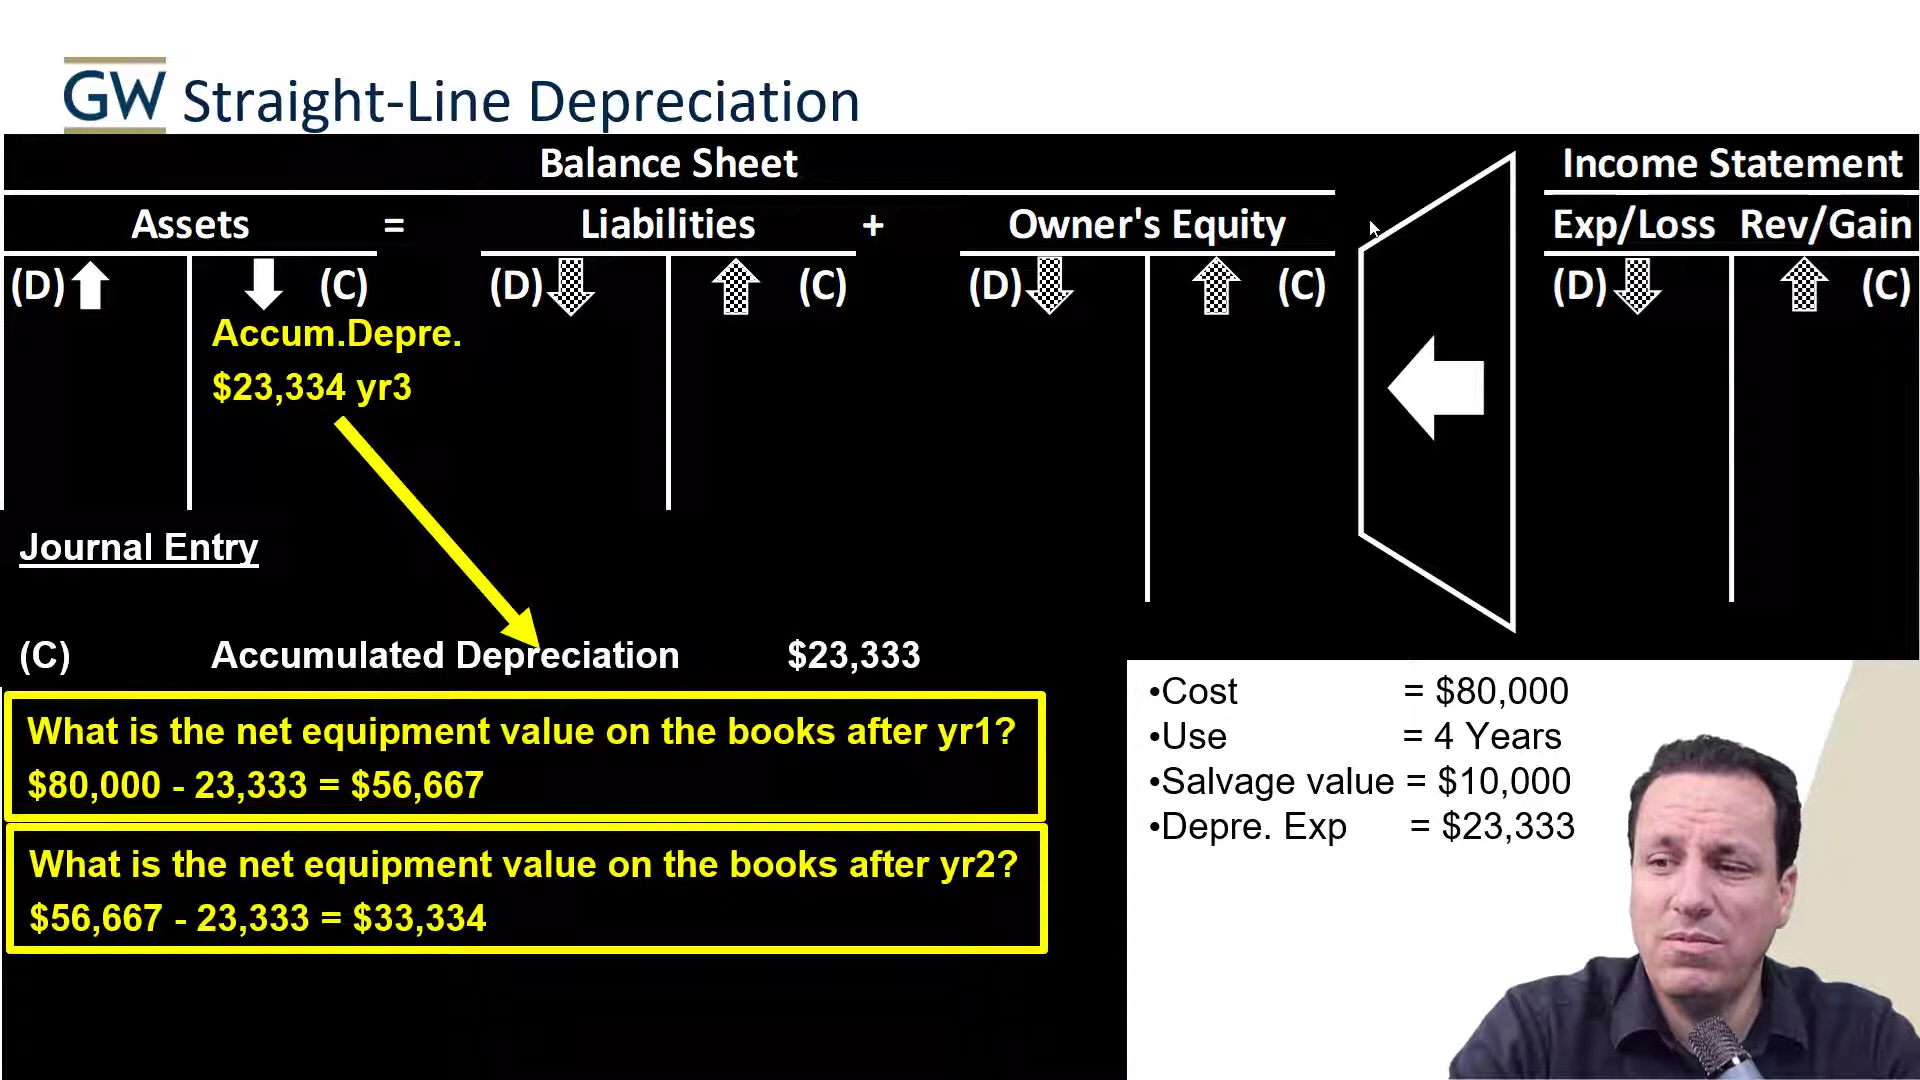 GW Straight-Line Depreciation
Balance Sheet
Income Statement
Assets = Liabilities + Owner's Equity
Exp/Loss Rev/Gain
(D) (C) (D) (C) (D) (C) (D) (C)
Accum.Depre.
$23,334 yr3
Journal Entry
(C) Accumulated Depreciation $23,333
What is the net equipment value on the books after yr1?
$80,000 - 23,333 = $56,667
What is the net equipment value on the books after yr2?
$56,667 - 23,333 = $33,334
•Cost = $80,000
•Use = 4 Years
•Salvage value = $10,000
•Depre. Exp = $23,333